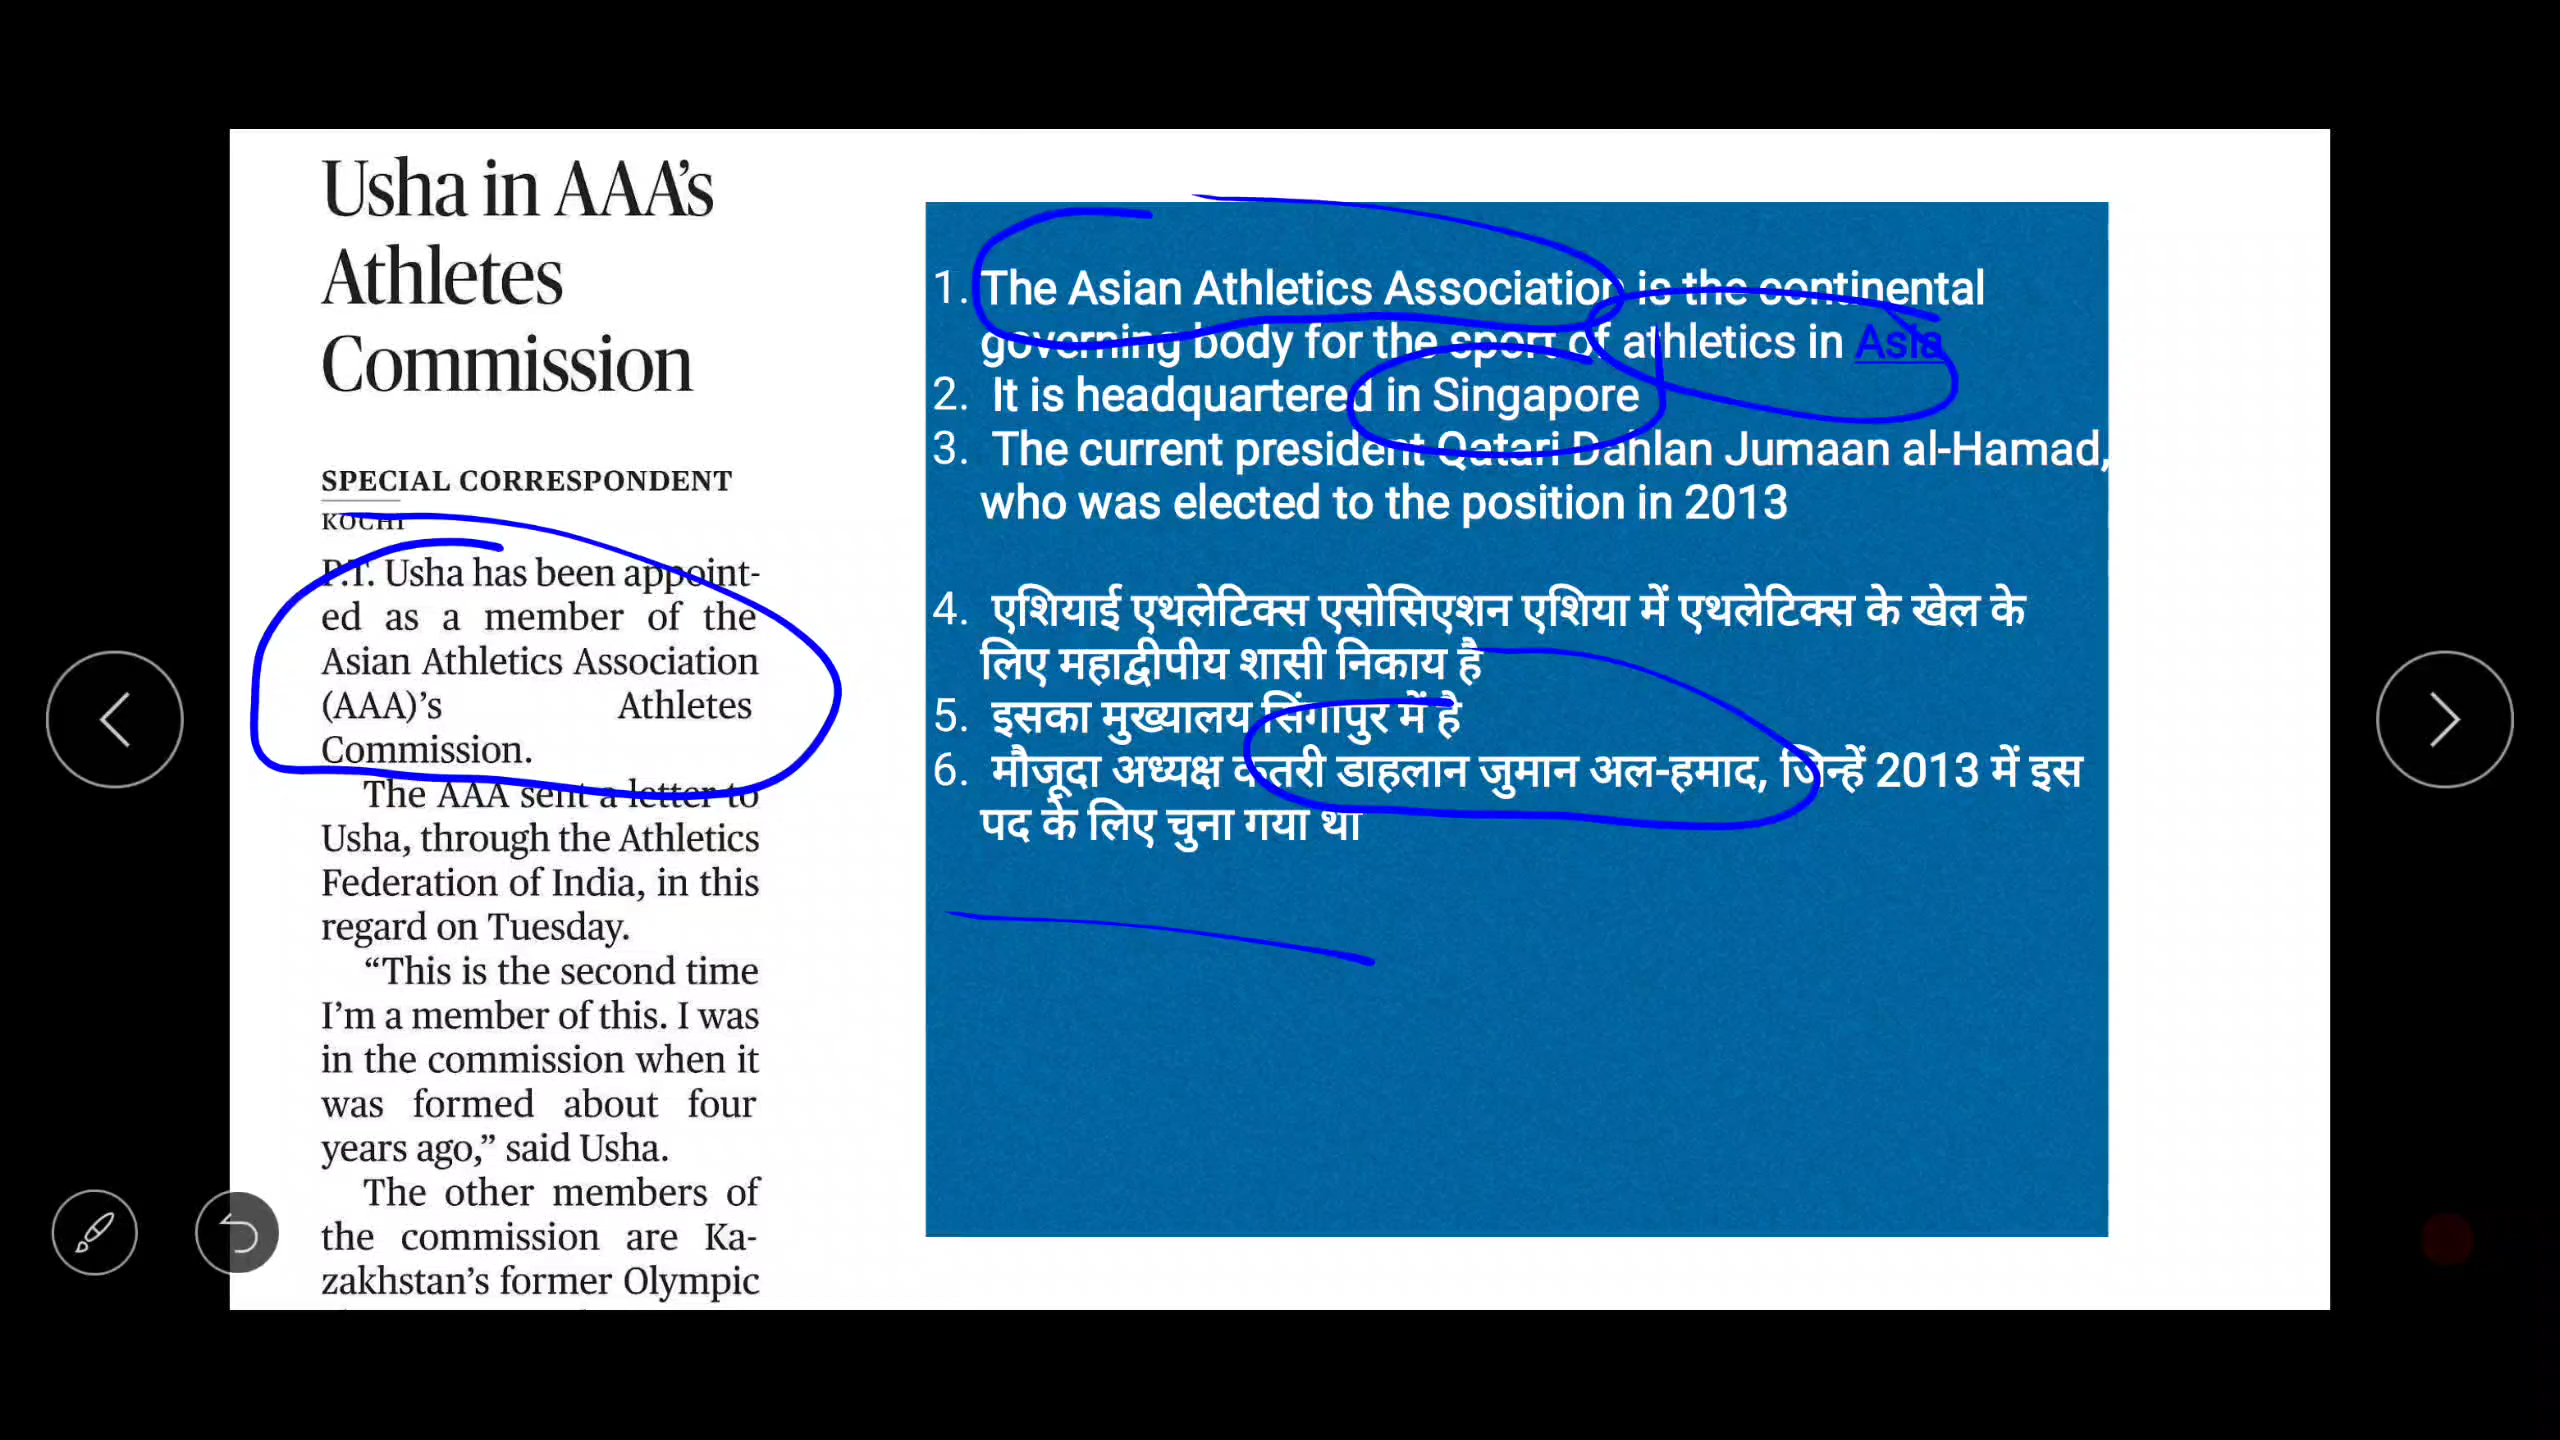 Usha in AAA's
Athletes
Commission
SPECIAL CORRESPONDENT
KOCHI
P.T. Usha has been appoint-
ed as a member of the
Asian Athletics Association
(AAA)'s Athletes
Commission.
The AAA sent a letter to
Usha, through the Athletics
Federation of India, in this
regard on Tuesday.
“This is the second time
I'm a member of this. I was
in the commission when it
was formed about four
years ago,” said Usha.
The other members of
the commission are Ka-
zakhstan's former Olympic
1. The Asian Athletics Association is the continental
governing body for the sport of athletics in Asia
2. It is headquartered in Singapore
3. The current president Qatari Dahlan Jumaan al-Hamad,
who was elected to the position in 2013
4. एशियाई एथलेटिक्स एसोसिएशन एशिया में एथलेटिक्स के खेल के
लिए महाद्वीपीय शासी निकाय है
5. इसका मुख्यालय सिंगापुर में है
6. मौजूदा अध्यक्ष कतरी डाहलान जुमान अल-हमाद, जिन्हें 2013 में इस
पद के लिए चुना गया था